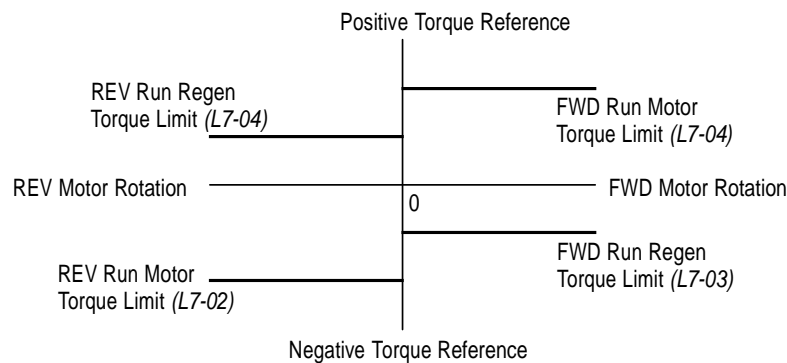 Positive Torque Reference
REV Run Regen
Torque Limit (L7-04)
FWD Run Motor
Torque Limit (L7-04)
REV Motor Rotation
0
FWD Motor Rotation
REV Run Motor
Torque Limit (L7-02)
FWD Run Regen
Torque Limit (L7-03)
Negative Torque Reference